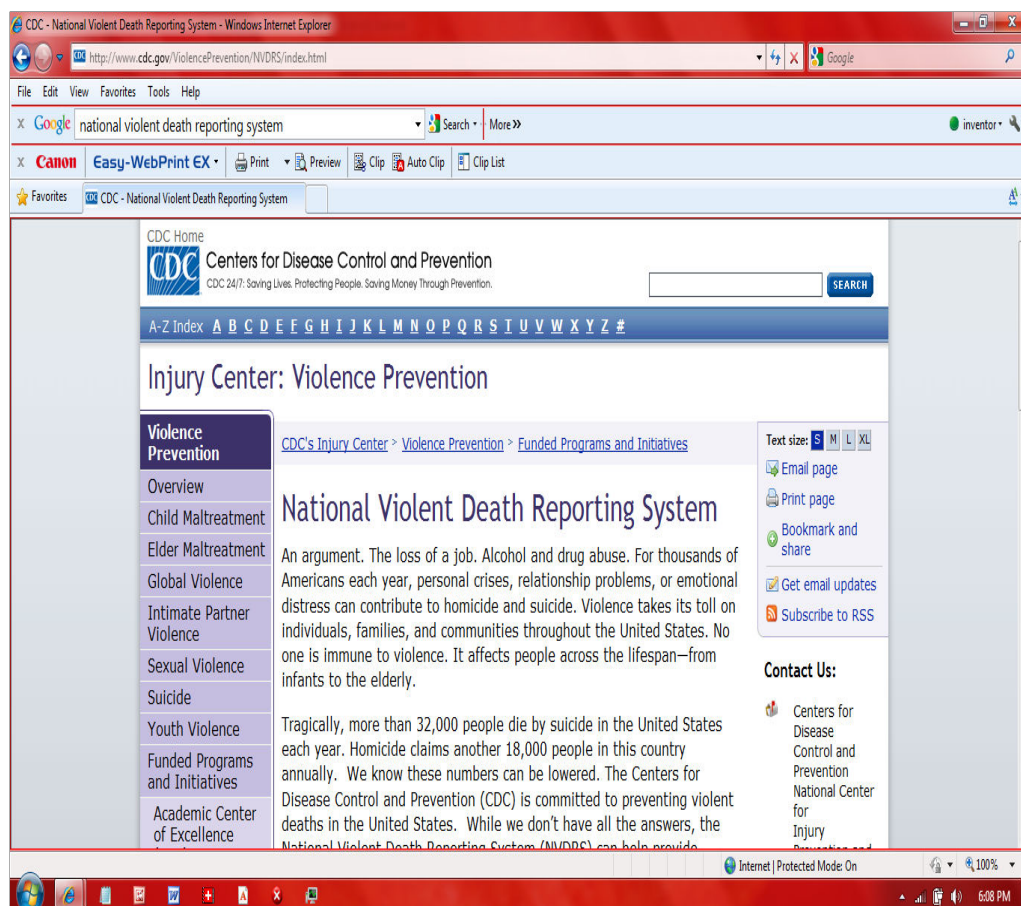 CDC - National Violent Death Reporting System - Windows Internet Explorer
http://www.cdc.gov/ViolencePrevention/NVDRS/index.html
Google
File Edit View Favorites Tools Help
x Google national violent death reporting system Search More »
inventor
x Canon Easy-WebPrint EX Print Preview Clip Auto Clip Clip List
Favorites CDC - National Violent Death Reporting System
CDC Home
CDC Centers for Disease Control and Prevention
CDC 24/7: Saving Lives. Protecting People. Saving Money Through Prevention.
SEARCH
A-Z Index A B C D E F G H I J K L M N O P Q R S T U V W X Y Z #
Injury Center: Violence Prevention
Violence
Prevention
Overview
Child Maltreatment
Elder Maltreatment
Global Violence
Intimate Partner
Violence
Sexual Violence
Suicide
Youth Violence
Funded Programs
and Initiatives
Academic Center
of Excellence
CDC's Injury Center > Violence Prevention > Funded Programs and Initiatives
National Violent Death Reporting System
An argument. The loss of a job. Alcohol and drug abuse. For thousands of
Americans each year, personal crises, relationship problems, or emotional
distress can contribute to homicide and suicide. Violence takes its toll on
individuals, families, and communities throughout the United States. No
one is immune to violence. It affects people across the lifespan—from
infants to the elderly.
Tragically, more than 32,000 people die by suicide in the United States
each year. Homicide claims another 18,000 people in this country
annually. We know these numbers can be lowered. The Centers for
Disease Control and Prevention (CDC) is committed to preventing violent
deaths in the United States. While we don't have all the answers, the
National Violent Death Reporting System (NVDRS) can help provide
Text size: S M L XL
Email page
Print page
Bookmark and
share
Get email updates
Subscribe to RSS
Contact Us:
Centers for
Disease
Control and
Prevention
National Center
for
Injury
Prevention and
Internet | Protected Mode: On
100%
6:08 PM